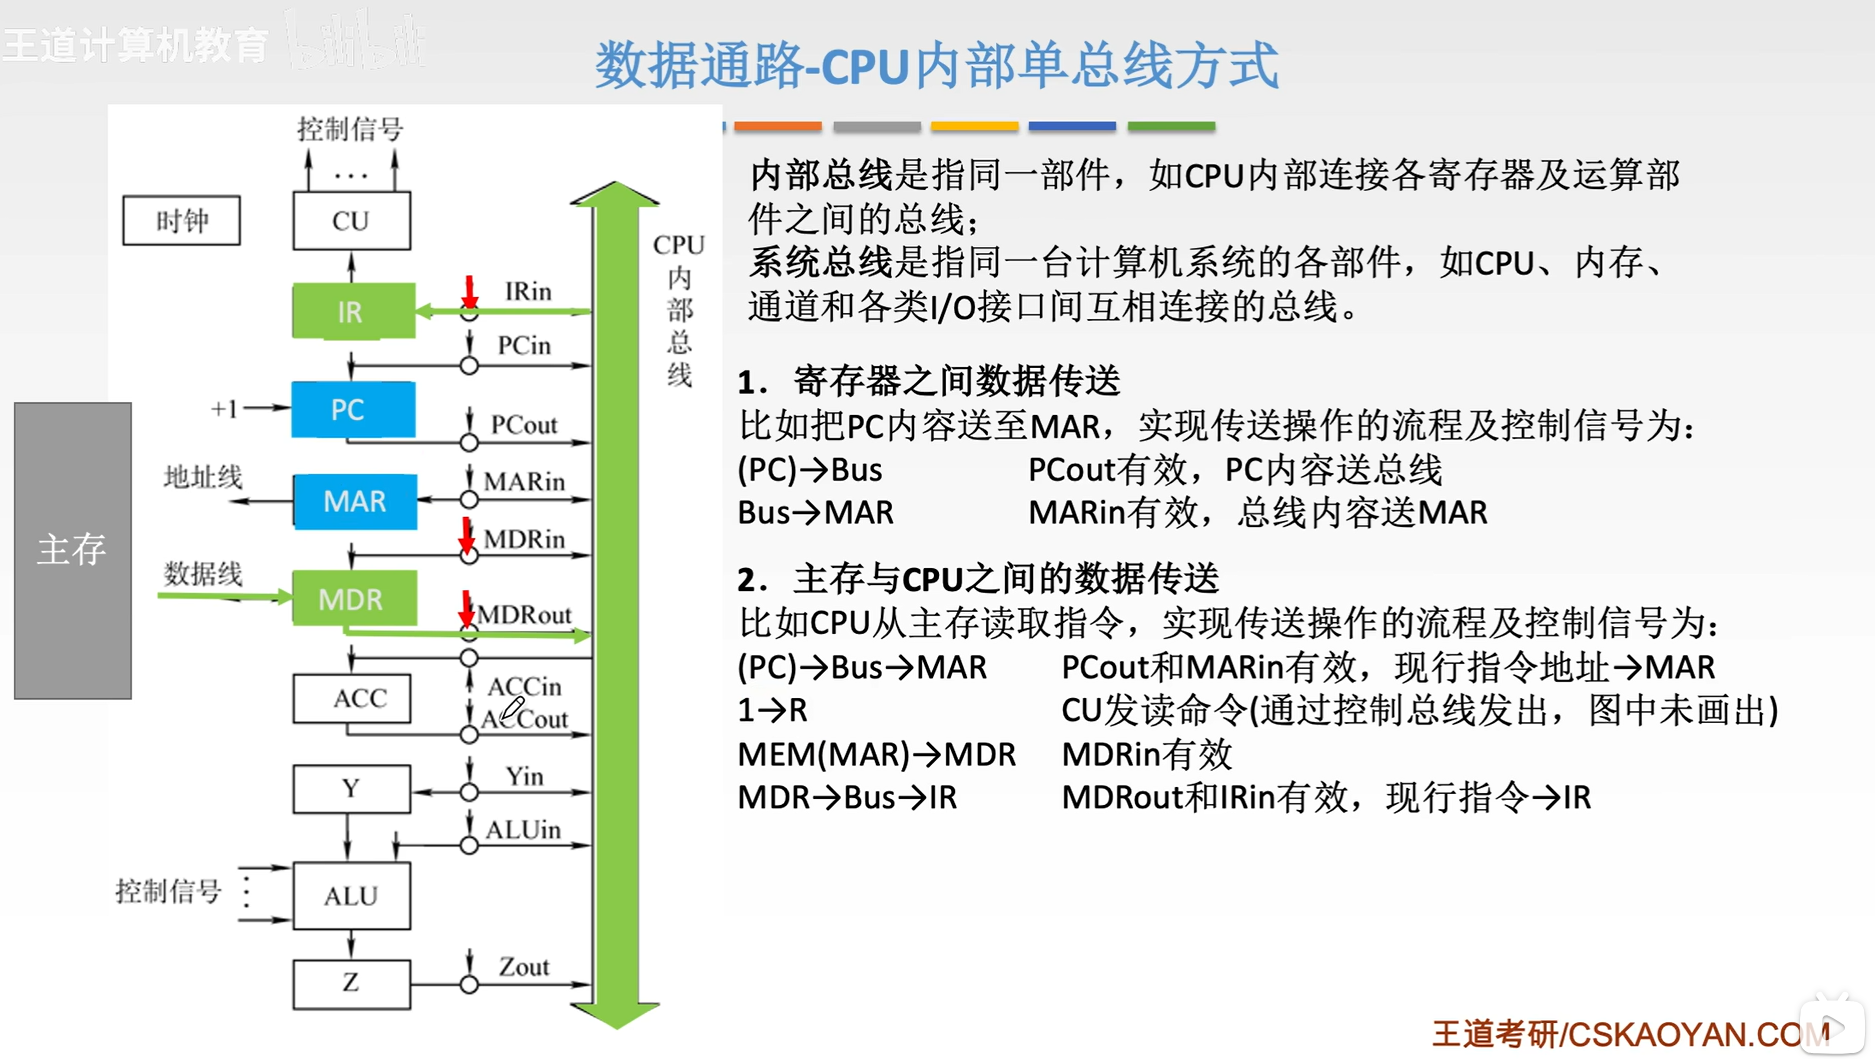 王道计算机教育 bilibili
数据通路-CPU内部单总线方式
控制信号
...
时钟
CU
CPU
内
部
总
线
IR
IRin
PCin
+1
PC
PCout
地址线
MAR
MARin
主存
MDRin
数据线
MDR
MDRout
ACC
ACCin
ACCout
Y
Yin
ALUin
控制信号
ALU
Z
Zout
内部总线是指同一部件，如CPU内部连接各寄存器及运算部
件之间的总线；
系统总线是指同一台计算机系统的各部件，如CPU、内存、
通道和各类I/O接口间互相连接的总线。
1．寄存器之间数据传送
比如把PC内容送至MAR，实现传送操作的流程及控制信号为：
(PC)→Bus PCout有效，PC内容送总线
Bus→MAR MARin有效，总线内容送MAR
2．主存与CPU之间的数据传送
比如CPU从主存读取指令，实现传送操作的流程及控制信号为：
(PC)→Bus→MAR PCout和MARin有效，现行指令地址→MAR
1→R CU发读命令(通过控制总线发出，图中未画出)
MEM(MAR)→MDR MDRin有效
MDR→Bus→IR MDRout和IRin有效，现行指令→IR
王道考研/CSKAOYAN.COM